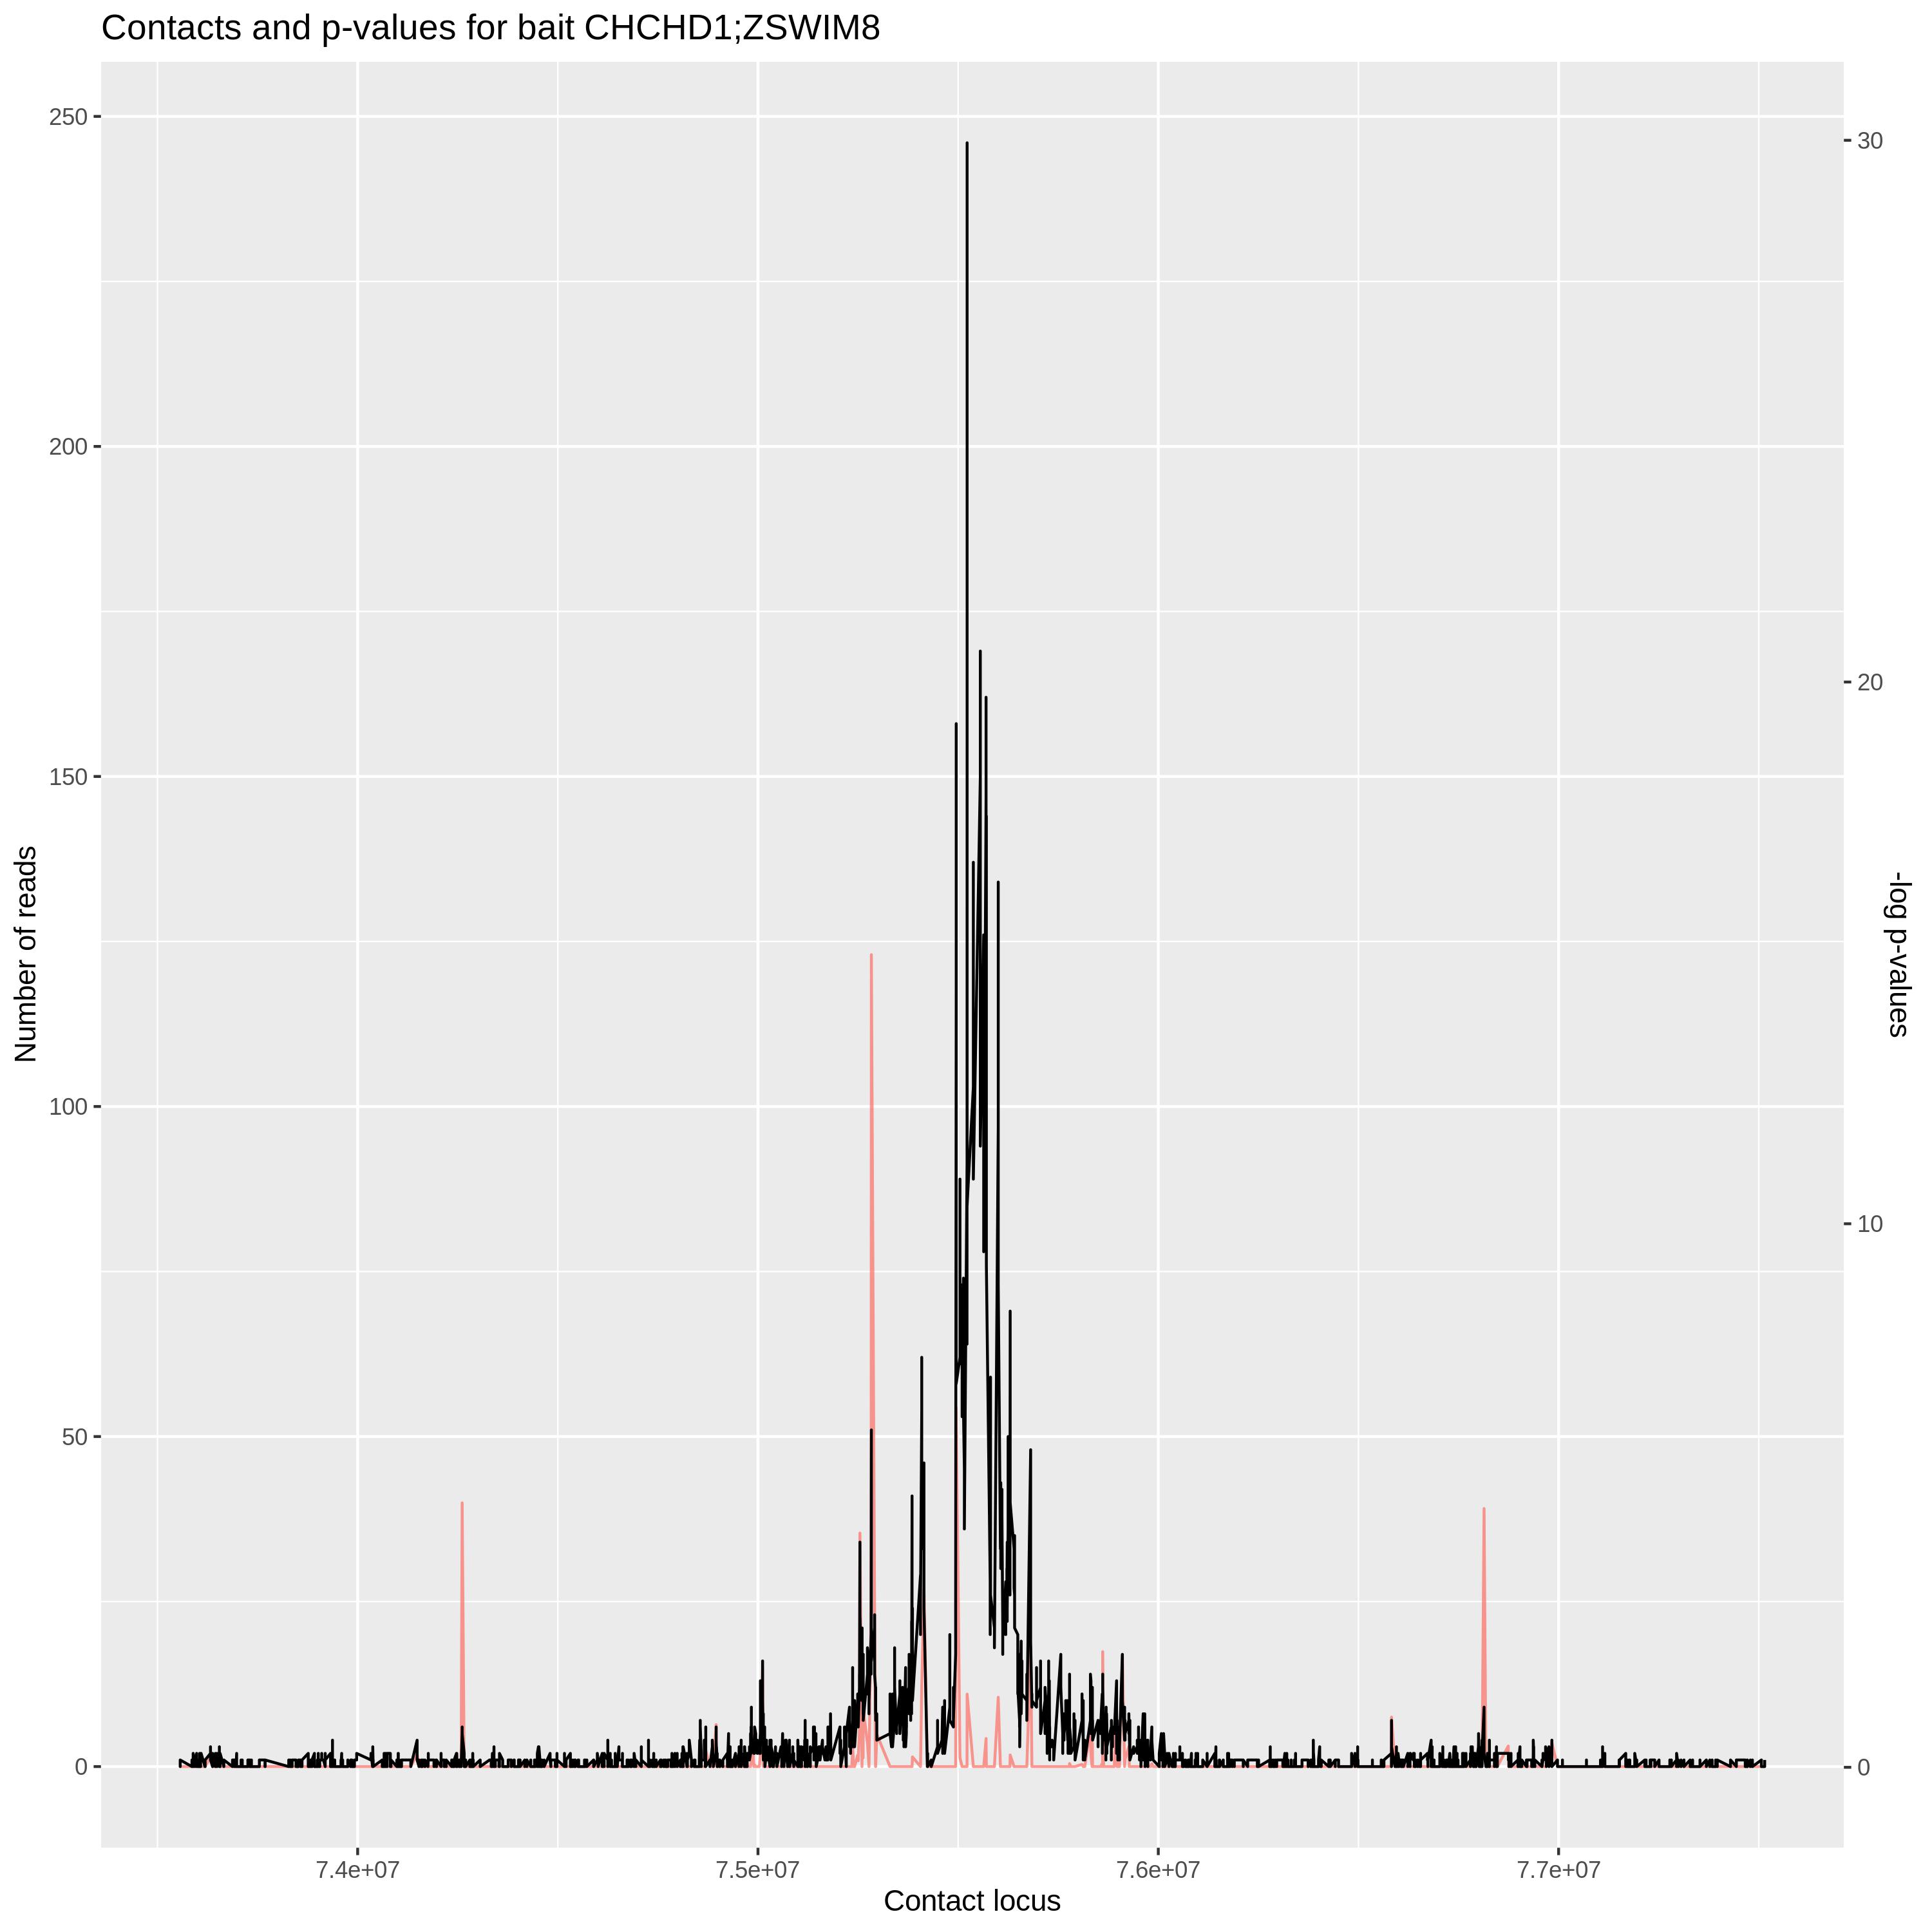 Contacts and p-values for bait CHCHD1;ZSWIM8
250
200
150
100
50
0
Number of reads
30
20
10
0
-log p-values
7.4e+07 7.5e+07 7.6e+07 7.7e+07
Contact locus